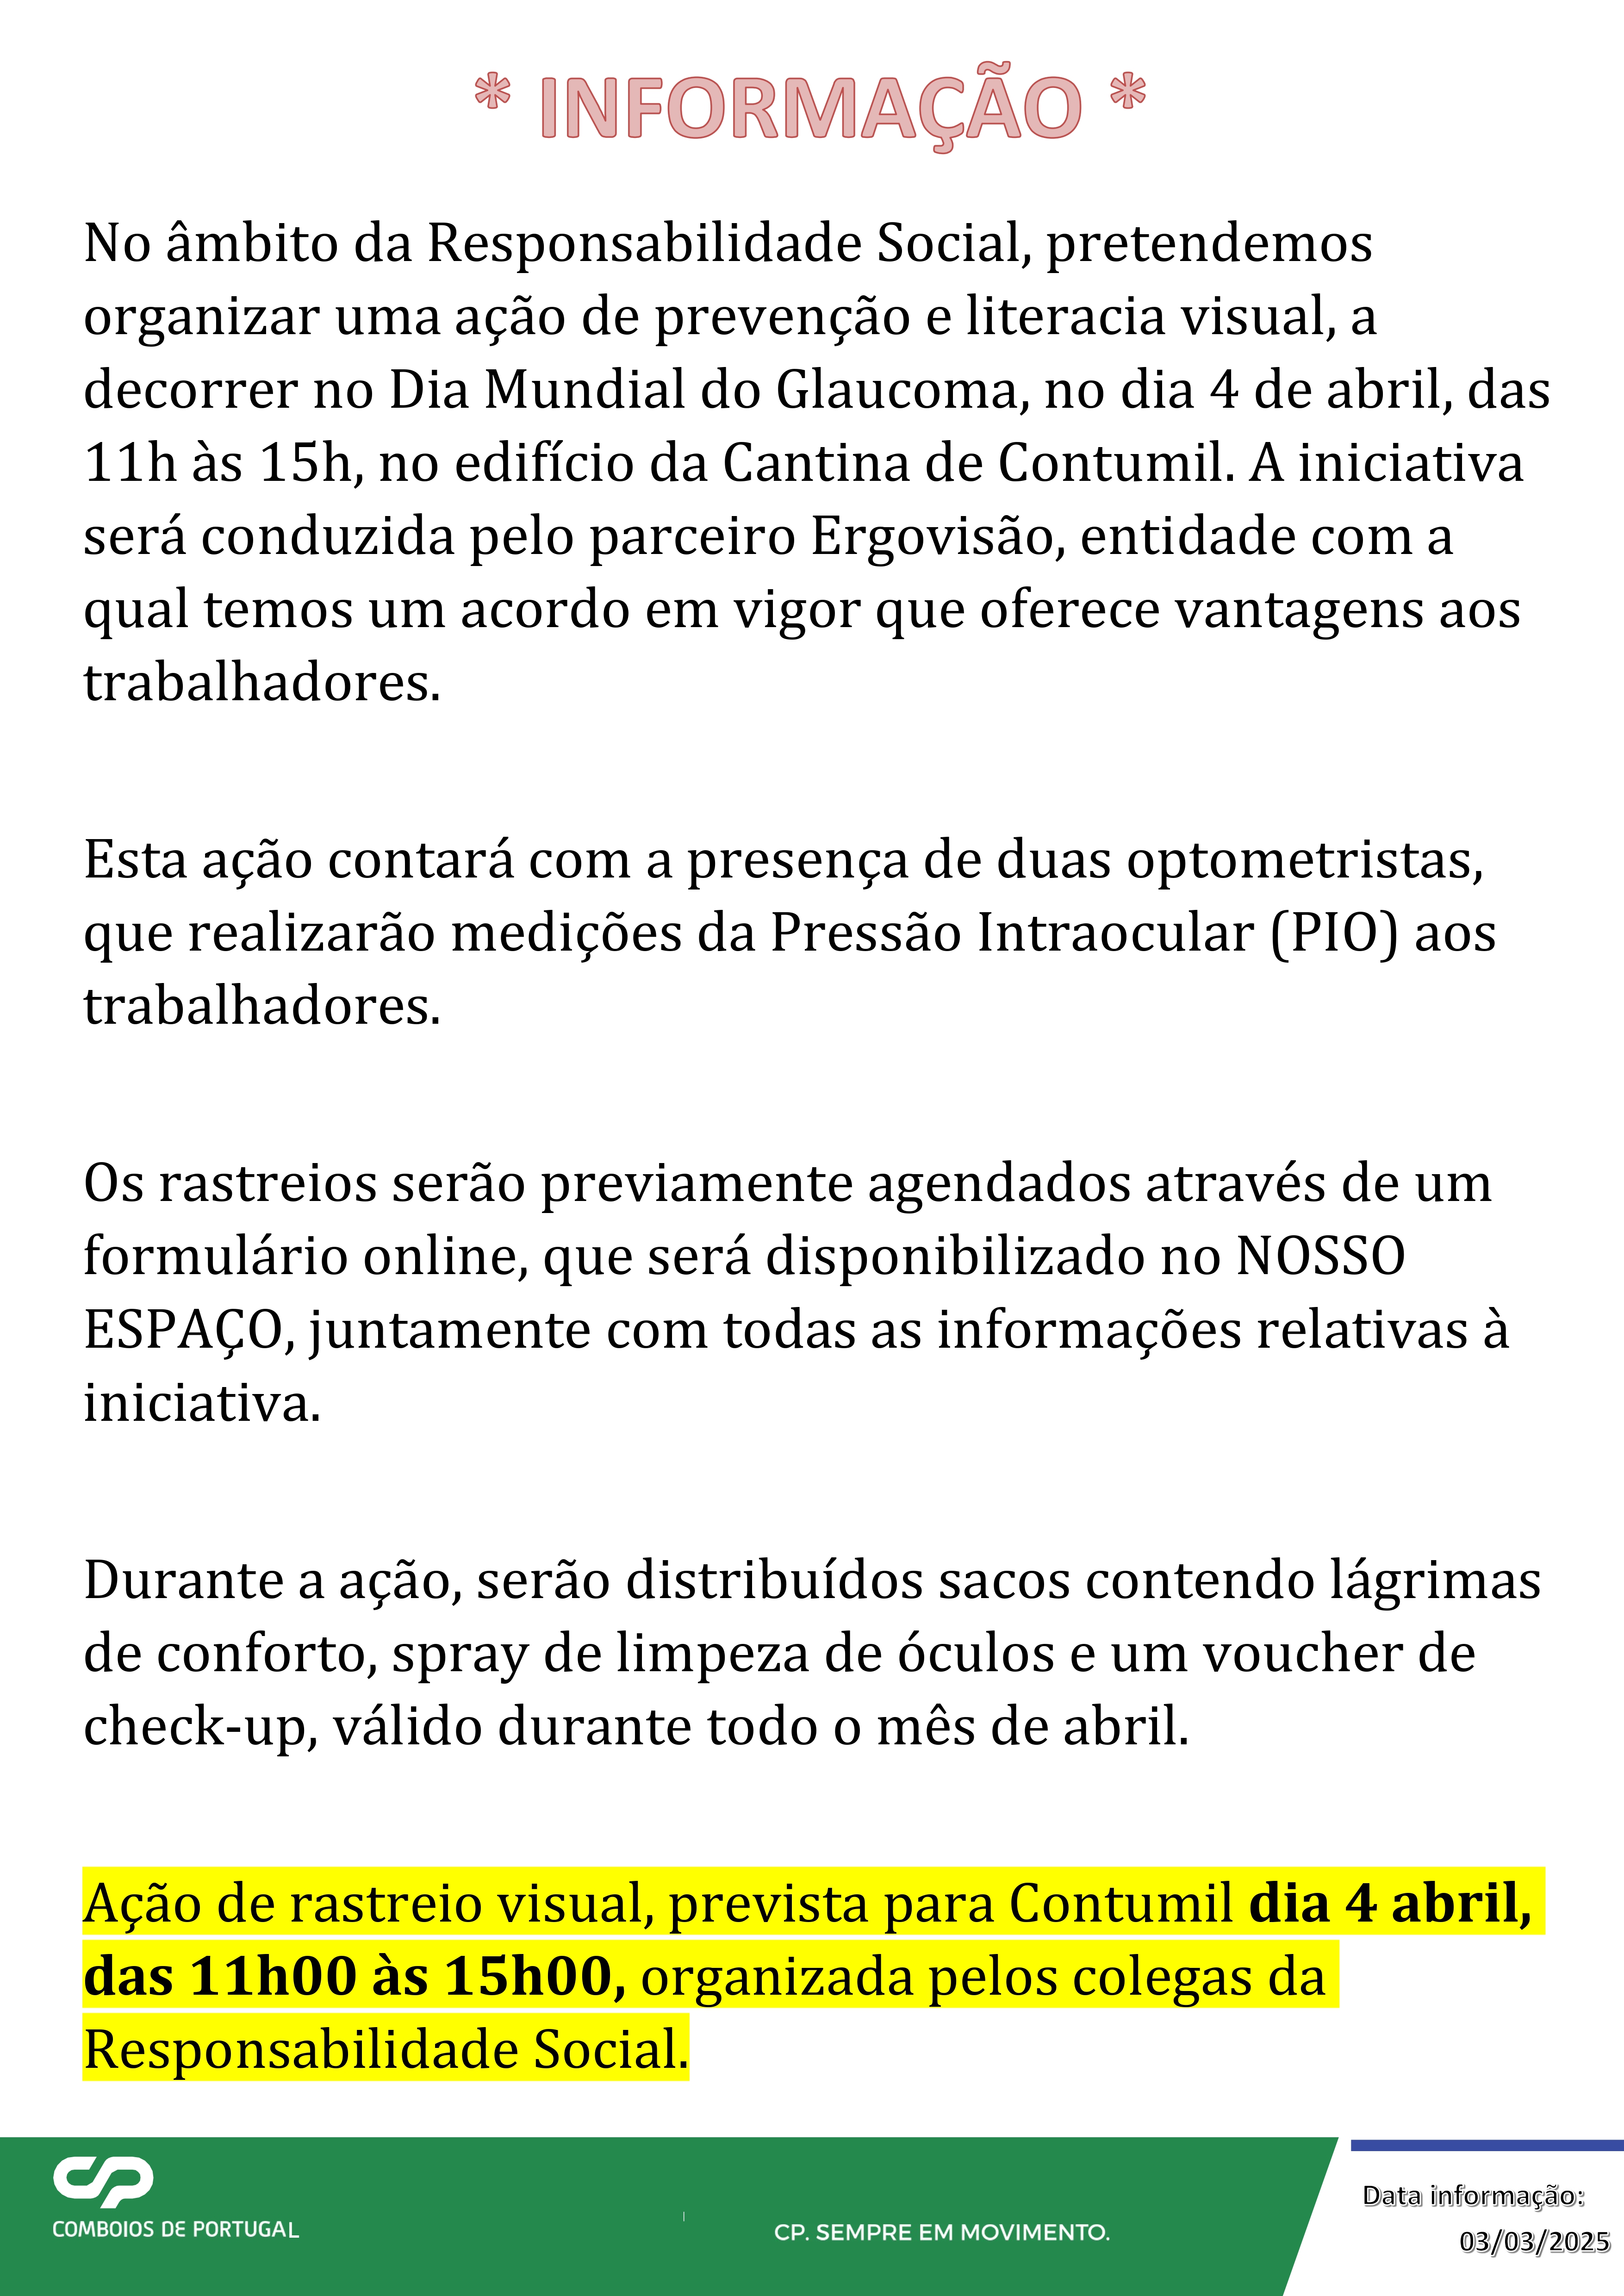 * INFORMAÇÃO *
No âmbito da Responsabilidade Social, pretendemos
organizar uma ação de prevenção e literacia visual, a
decorrer no Dia Mundial do Glaucoma, no dia 4 de abril, das
11h às 15h, no edifício da Cantina de Contumil. A iniciativa
será conduzida pelo parceiro Ergovisão, entidade com a
qual temos um acordo em vigor que oferece vantagens aos
trabalhadores.
Esta ação contará com a presença de duas optometristas,
que realizarão medições da Pressão Intraocular (PIO) aos
trabalhadores.
Os rastreios serão previamente agendados através de um
formulário online, que será disponibilizado no NOSSO
ESPAÇO, juntamente com todas as informações relativas à
iniciativa.
Durante a ação, serão distribuídos sacos contendo lágrimas
de conforto, spray de limpeza de óculos e um voucher de
check-up, válido durante todo o mês de abril.
Ação de rastreio visual, prevista para Contumil dia 4 abril,
das 11h00 às 15h00, organizada pelos colegas da
Responsabilidade Social.
CP
COMBOIOS DE PORTUGAL
CP. SEMPRE EM MOVIMENTO.
Data informação:
03/03/2025